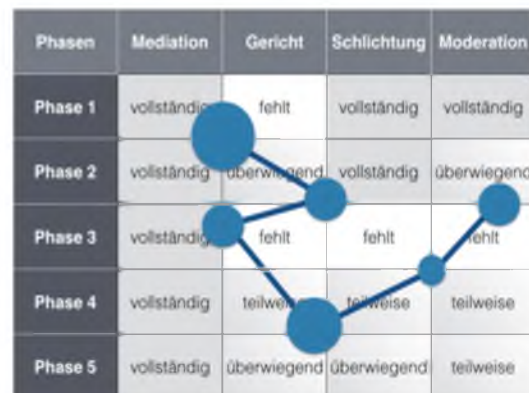 Phasen Mediation Gericht Schlichtung Moderation
Phase 1 vollständig fehlt vollständig vollständig
Phase 2 vollständig überwiegend vollständig überwiegend
Phase 3 vollständig fehlt fehlt fehlt
Phase 4 vollständig teilweise teilweise teilweise
Phase 5 vollständig überwiegend überwiegend teilweise